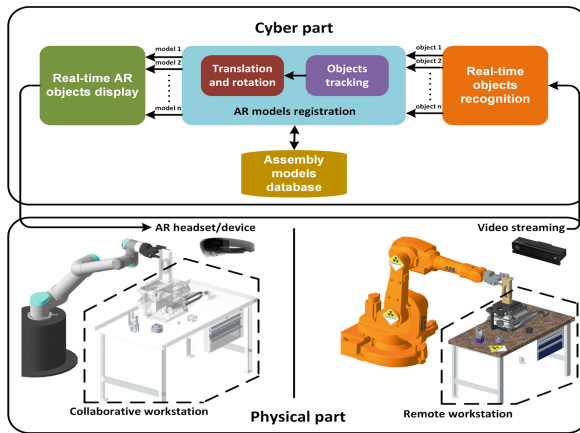 Cyber part
model 1
model 2
model n
Real-time AR
objects display
Translation
and rotation
Objects
tracking
AR models registration
object 1
object 2
object n
Real-time
objects
recognition
Assembly
models
database
AR headset/device
Video streaming
ABB
Collaborative workstation
Remote workstation
Physical part